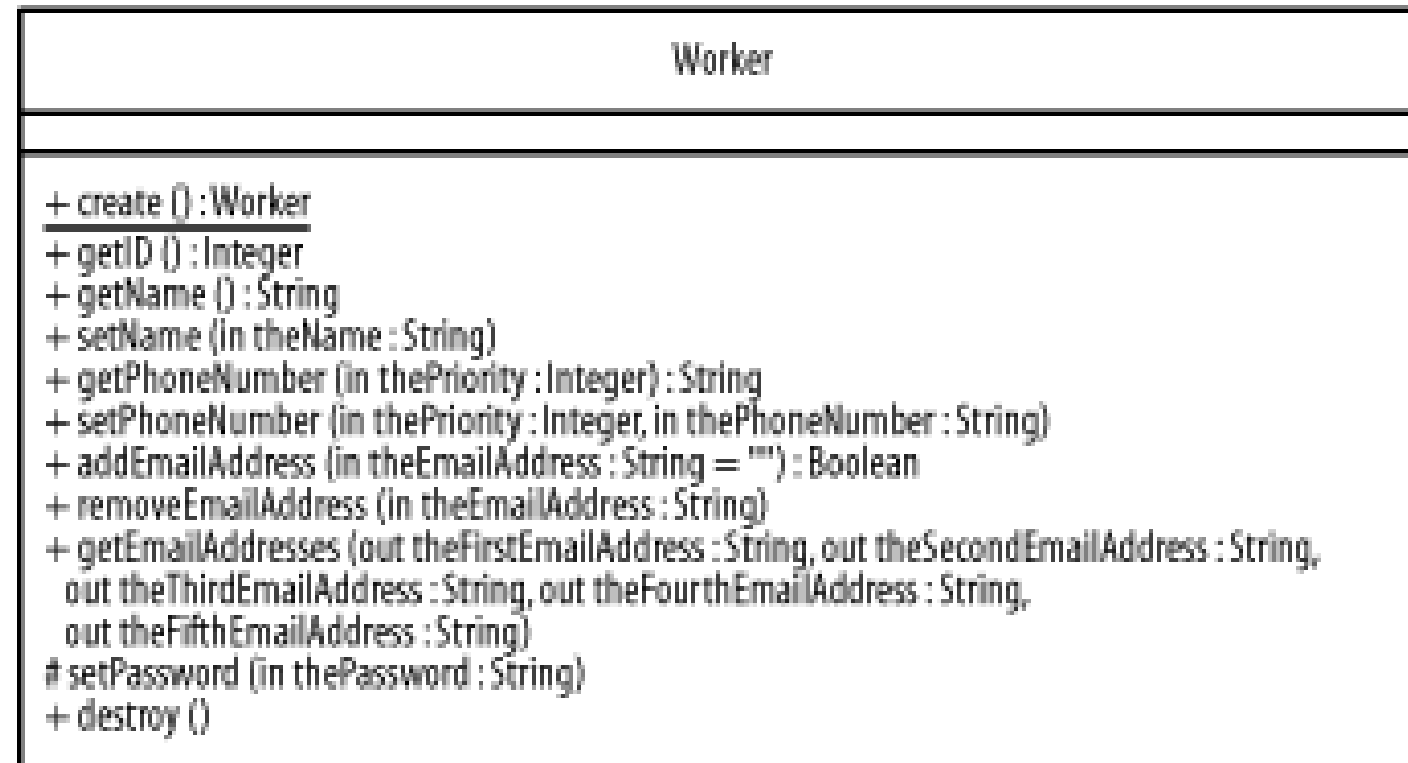 Worker
+ create () : Worker
+ getID () : Integer
+ getName () : String
+ setName (in theName : String)
+ getPhoneNumber (in thePriority : Integer) : String
+ setPhoneNumber (in thePriority : Integer, in thePhoneNumber : String)
+ addEmailAddress (in theEmailAddress : String = "") : Boolean
+ removeEmailAddress (in theEmailAddress : String)
+ getEmailAddresses (out theFirstEmailAddress : String, out theSecondEmailAddress : String,
out theThirdEmailAddress : String, out theFourthEmailAddress : String,
out theFifthEmailAddress : String)
# setPassword (in thePassword : String)
+ destroy ()